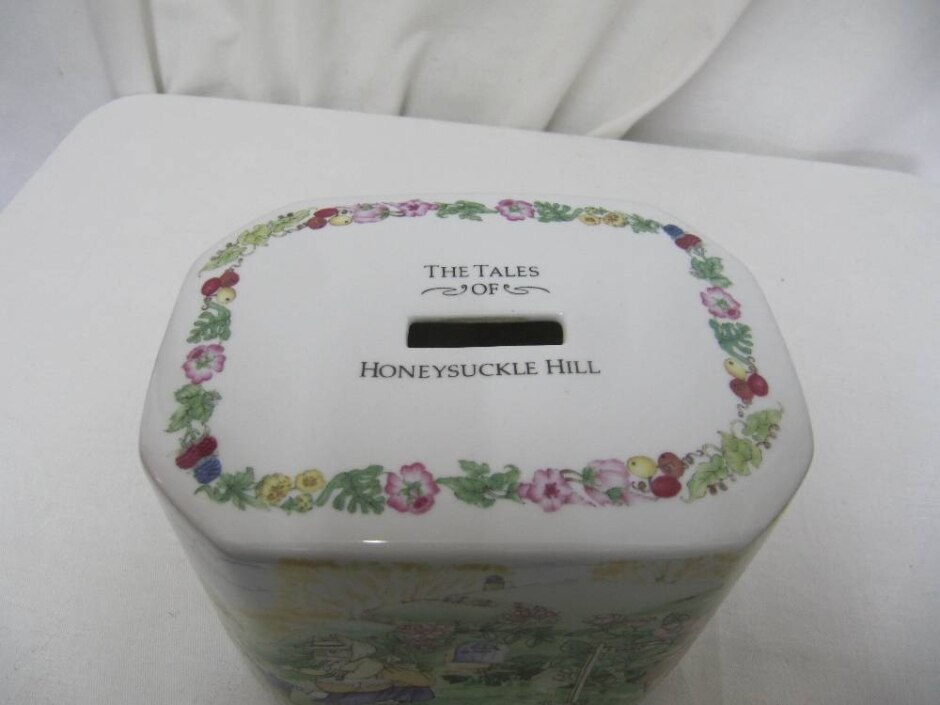 THE TALES
OF
HONEYSUCKLE HILL